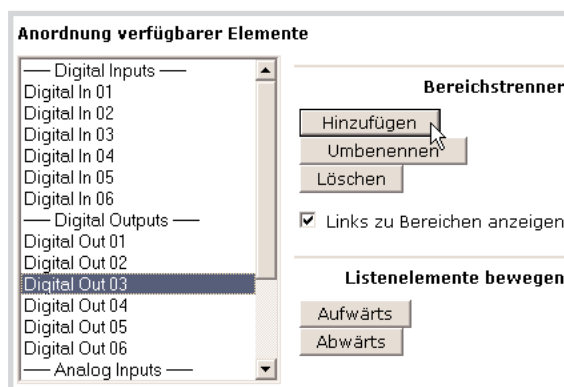 Anordnung verfügbarer Elemente
── Digital Inputs ──
Digital In 01
Digital In 02
Digital In 03
Digital In 04
Digital In 05
Digital In 06
── Digital Outputs ──
Digital Out 01
Digital Out 02
Digital Out 03
Digital Out 04
Digital Out 05
Digital Out 06
── Analog Inputs ──
Bereichstrenner
Hinzufügen
Umbenennen
Löschen
Links zu Bereichen anzeigen
Listenelemente bewegen
Aufwärts
Abwärts